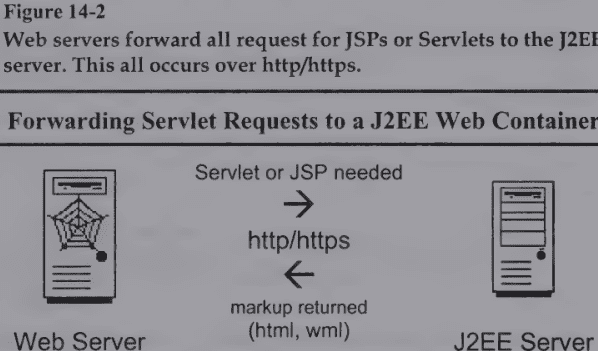 Figure 14-2
Web servers forward all request for JSPs or Servlets to the J2EE
server. This all occurs over http/https.
Forwarding Servlet Requests to a J2EE Web Container
Servlet or JSP needed
→
http/https
←
markup returned
(html, wml)
Web Server
J2EE Server